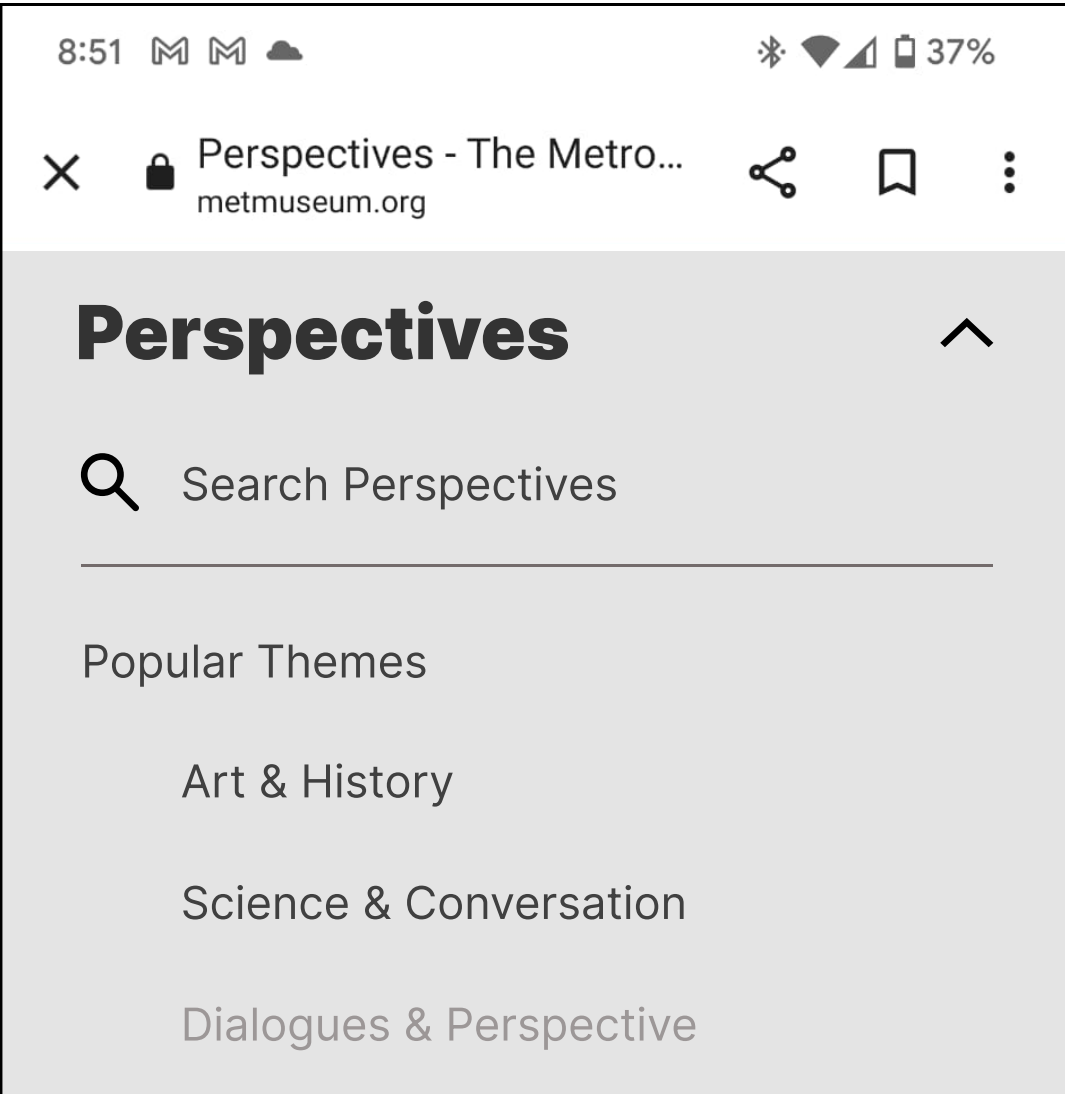 8:51 37%
Perspectives - The Metro...
metmuseum.org
Perspectives
Search Perspectives
Popular Themes
Art & History
Science & Conversation
Dialogues & Perspective